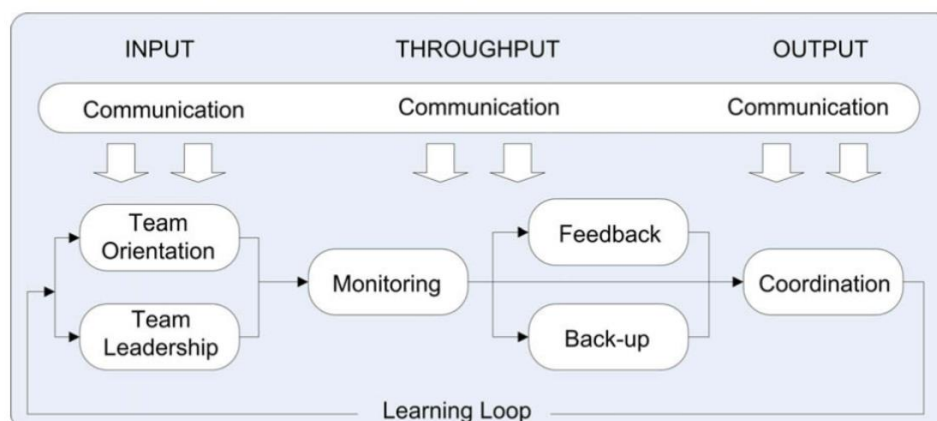 INPUT THROUGHPUT OUTPUT
Communication Communication Communication
Team
Orientation
Feedback
Monitoring
Coordination
Team
Leadership
Back-up
Learning Loop